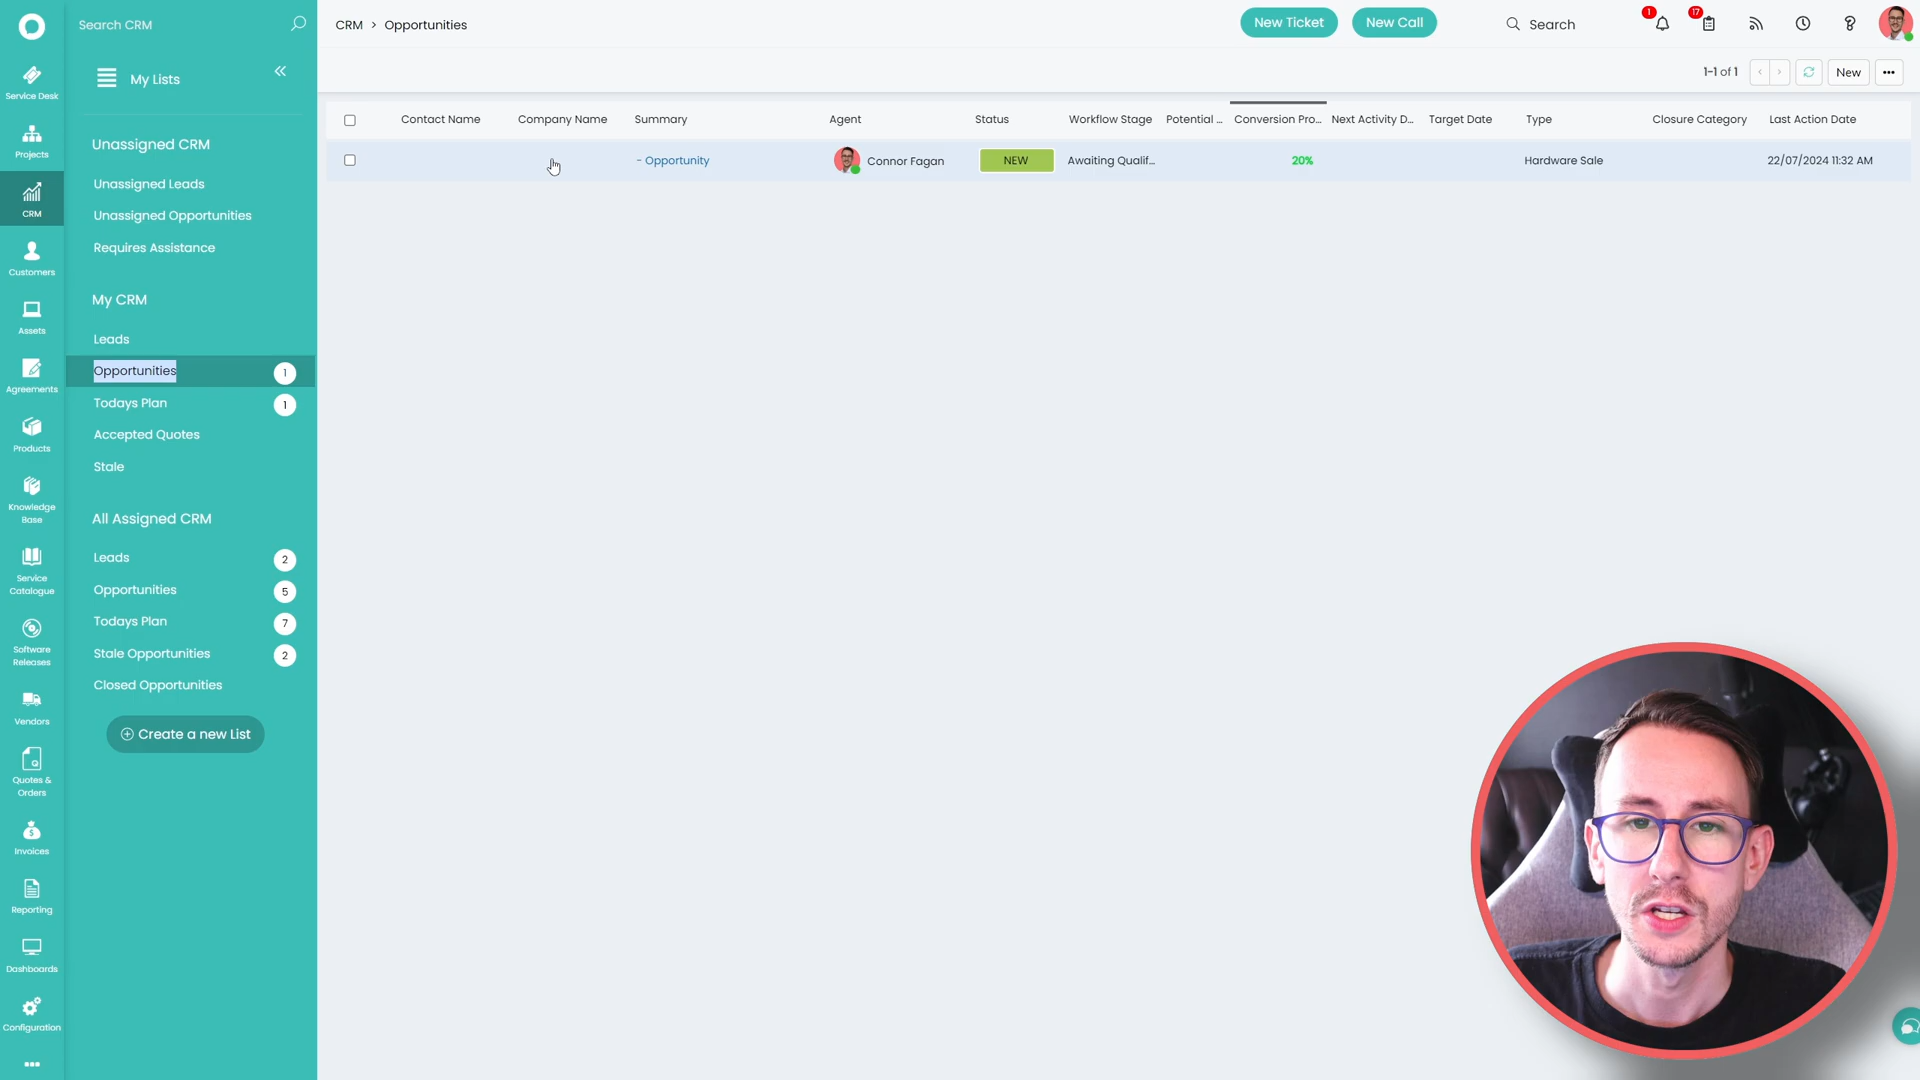 Search CRM
CRM > Opportunities
New Ticket
New Call
Search
1
17
My Lists
1-1 of 1
New
Service Desk
Projects
CRM
Customers
Assets
Agreements
Products
Knowledge
Base
Service
Catalogue
Software
Releases
Vendors
Quotes &
Orders
Invoices
Reporting
Dashboards
Configuration
Unassigned CRM
Unassigned Leads
Unassigned Opportunities
Requires Assistance
My CRM
Leads
Opportunities 1
Todays Plan 1
Accepted Quotes
Stale
All Assigned CRM
Leads 2
Opportunities 5
Todays Plan 7
Stale Opportunities 2
Closed Opportunities
Create a new List
Contact Name Company Name Summary Agent Status Workflow Stage Potential ... Conversion Pro... Next Activity D... Target Date Type Closure Category Last Action Date
- Opportunity Connor Fagan NEW Awaiting Qualif... 20% Hardware Sale 22/07/2024 11:32 AM